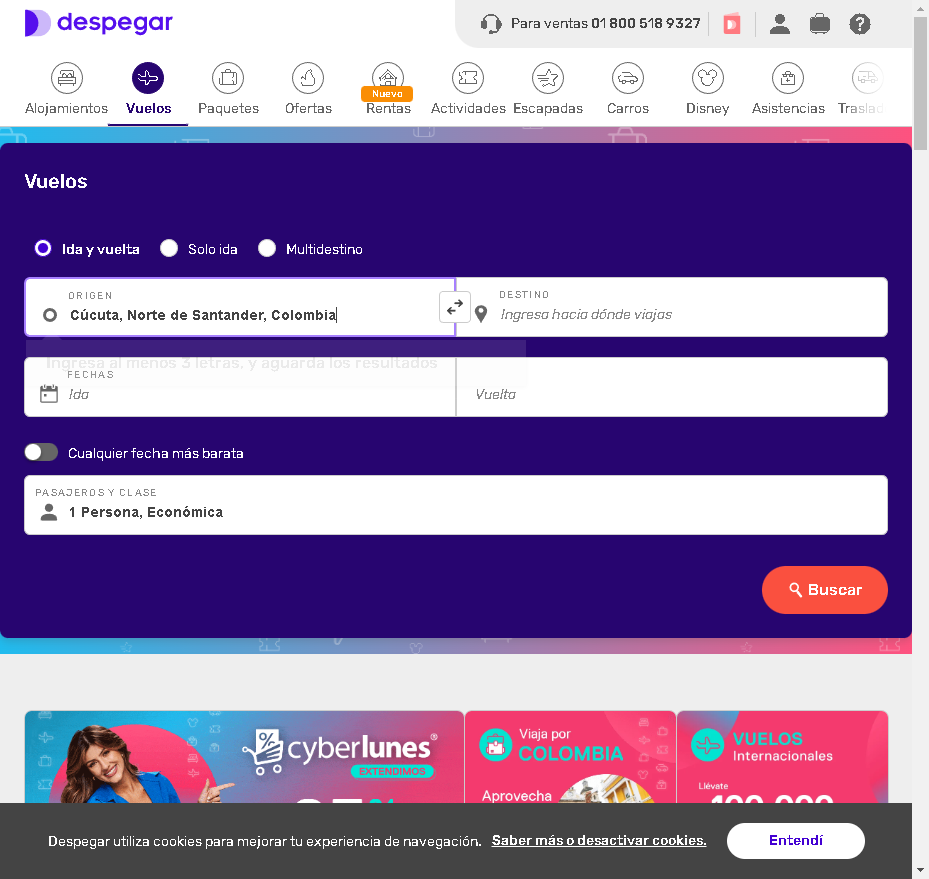 despegar
Para ventas 01 800 518 9327
Alojamientos
Vuelos
Paquetes
Ofertas
Nuevo
Rentas
Actividades
Escapadas
Carros
Disney
Asistencias
Vuelos
Ida y vuelta
Solo ida
Multidestino
ORIGEN
Cúcuta, Norte de Santander, Colombia
DESTINO
Ingresa hacia dónde viajas
Ingresa al menos 3 letras, y aguarda los resultados
FECHAS
Ida
Vuelta
Cualquier fecha más barata
PASAJEROS Y CLASE
1 Persona, Económica
Buscar
cyberlunes®
EXTENDIMOS
Viaja por
COLOMBIA
Aprovecha
VUELOS
Internacionales
Llévate
Despegar utiliza cookies para mejorar tu experiencia de navegación. Saber más o desactivar cookies.
Entendí